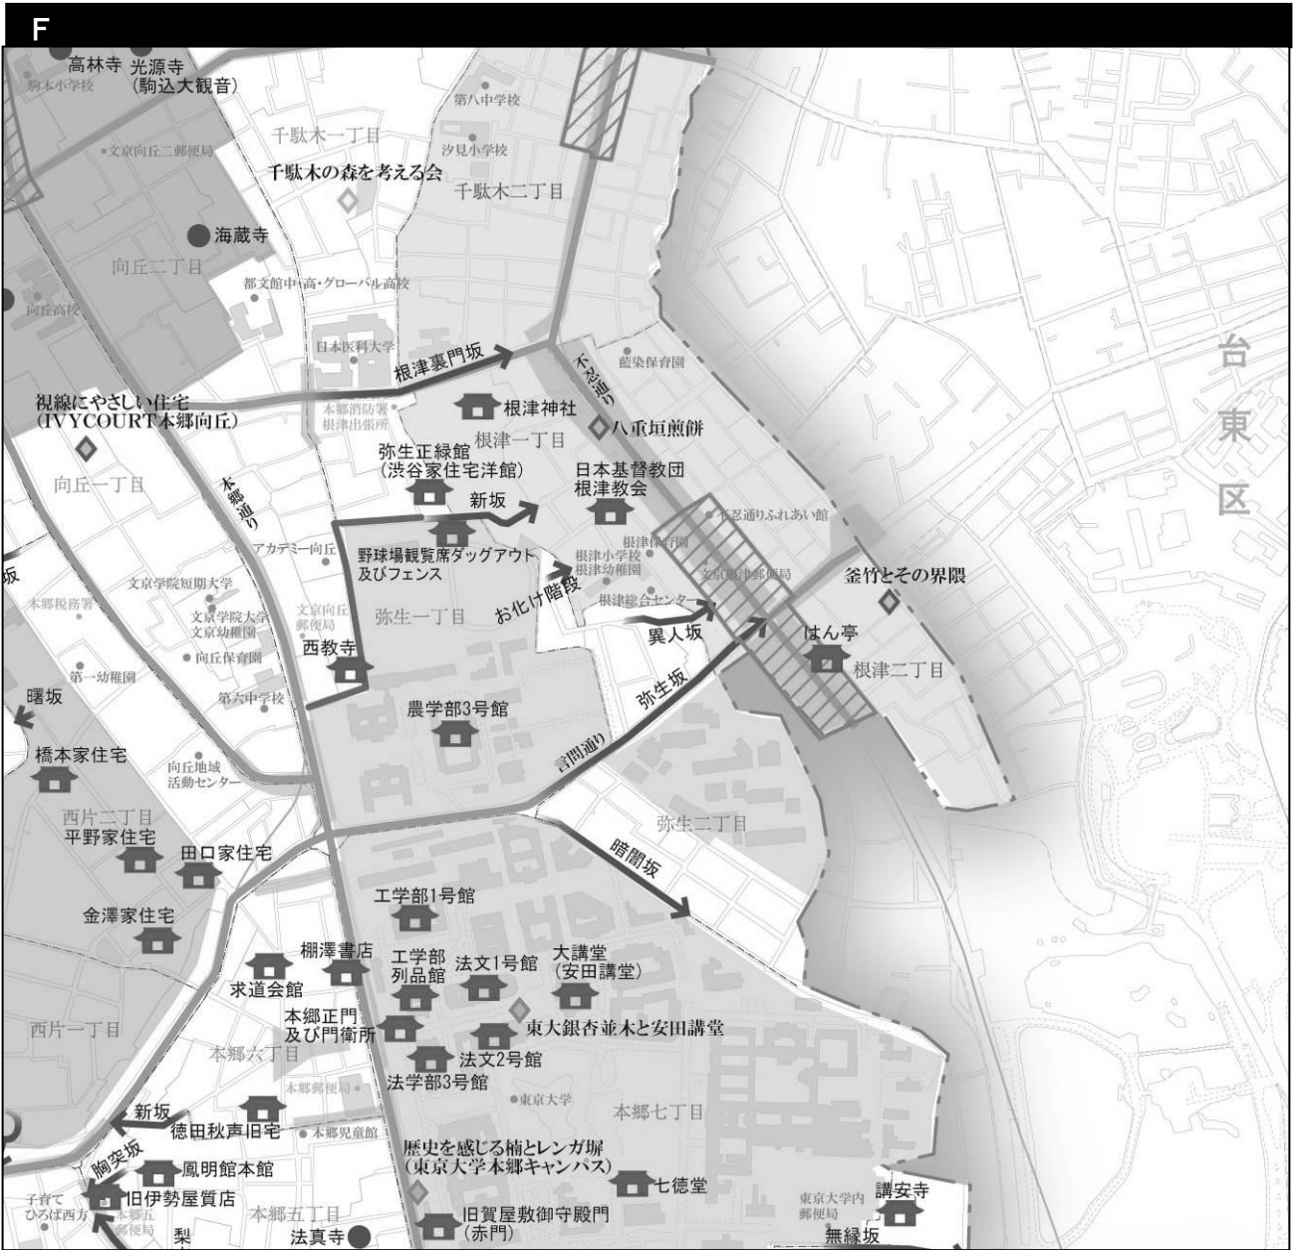 F
高林寺
光源寺
(駒込大観音)
駒本小学校
第八中学校
千駄木一丁目
汐見小学校
文京向丘二郵便局
千駄木の森を考える会
千駄木二丁目
海蔵寺
向丘二丁目
郁文館中・高・グローバル高校
向丘高校
台東区
日本医科大学
根津裏門坂
不忍通り
藍染保育園
視線にやさしい住宅
(IVYCOURT本郷向丘)
本郷消防署
根津出張所
根津神社
八重垣煎餅
根津一丁目
弥生正緑館
(渋谷家住宅洋館)
日本基督教団
根津教会
向丘一丁目
本郷通り
新坂
不忍通りふれあい館
アカデミー向丘
野球場観覧席ダッグアウト
及びフェンス
根津保育園
根津小学校
根津幼稚園
文京根津郵便局
釜竹とその界隈
坂
文京学院短期大学
お化け階段
根津総合センター
本郷税務署
文京学院大学
文京幼稚園
文京向丘
郵便局
弥生一丁目
異人坂
はん亭
向丘保育園
西教寺
根津二丁目
第一幼稚園
第六中学校
弥生坂
曙坂
農学部3号館
言問通り
橋本家住宅
向丘地域
活動センター
西片二丁目
弥生二丁目
平野家住宅
田口家住宅
暗闇坂
工学部1号館
金澤家住宅
棚澤書店
工学部
列品館
法文1号館
大講堂
(安田講堂)
求道会館
本郷正門
及び門衛所
東大銀杏並木と安田講堂
西片一丁目
本郷六丁目
法文2号館
法学部3号館
本郷郵便局
東京大学
本郷七丁目
新坂
徳田秋声旧宅
本郷児童館
胸突坂
歴史を感じる楠とレンガ塀
(東京大学本郷キャンパス)
鳳明館本館
七徳堂
子育て
ひろば西方
旧伊勢屋質店
本郷五
郵便局
本郷五丁目
東京大学内
郵便局
講安寺
旧賀屋敷御守殿門
(赤門)
梨
法真寺
無縁坂